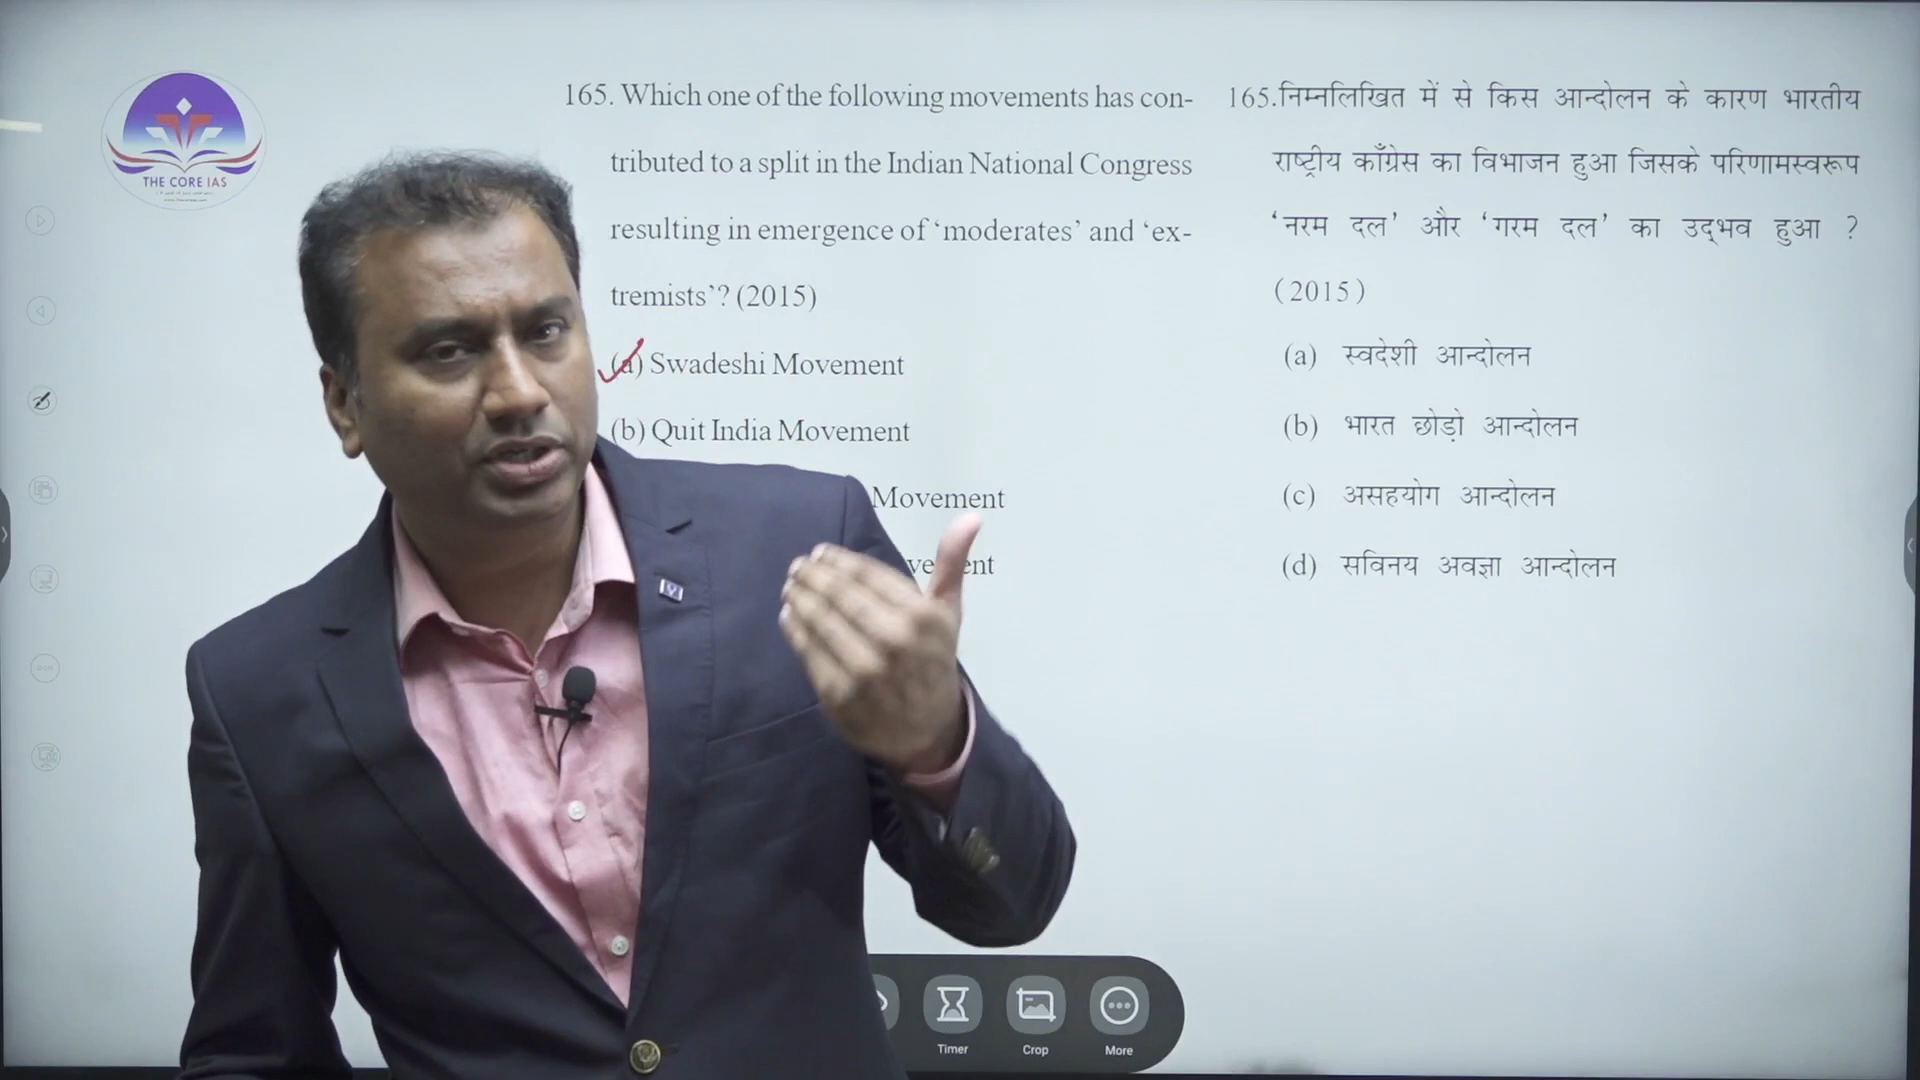 THE CORE IAS
165. Which one of the following movements has con-
tributed to a split in the Indian National Congress
resulting in emergence of ‘moderates’ and ‘ex-
tremists’? (2015)
(a) Swadeshi Movement
(b) Quit India Movement
Movement
165. निम्नलिखित में से किस आन्दोलन के कारण भारतीय
राष्ट्रीय काँग्रेस का विभाजन हुआ जिसके परिणामस्वरूप
‘नरम दल’ और ‘गरम दल’ का उद्भव हुआ ?
(2015)
(a) स्वदेशी आन्दोलन
(b) भारत छोड़ो आन्दोलन
(c) असहयोग आन्दोलन
(d) सविनय अवज्ञा आन्दोलन
Timer Crop More